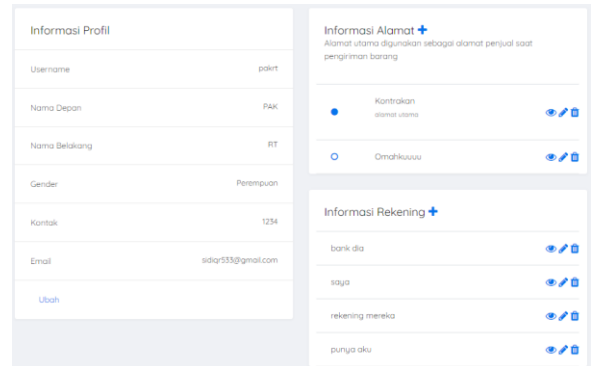 Informasi Profil
Username pakrt
Nama Depan PAK
Nama Belakang RT
Gender Perempuan
Kontak 1234
Email sidiqr533@gmail.com
Ubah
Informasi Alamat
Alamat utama digunakan sebagai alamat penjual saat
pengiriman barang
Kontrakan
alamat utama
Omahkuuuu
Informasi Rekening
bank dia
saya
rekening mereka
punya aku